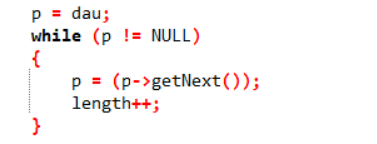 p = dau;
while (p != NULL)
{
p = (p->getNext());
length++;
}